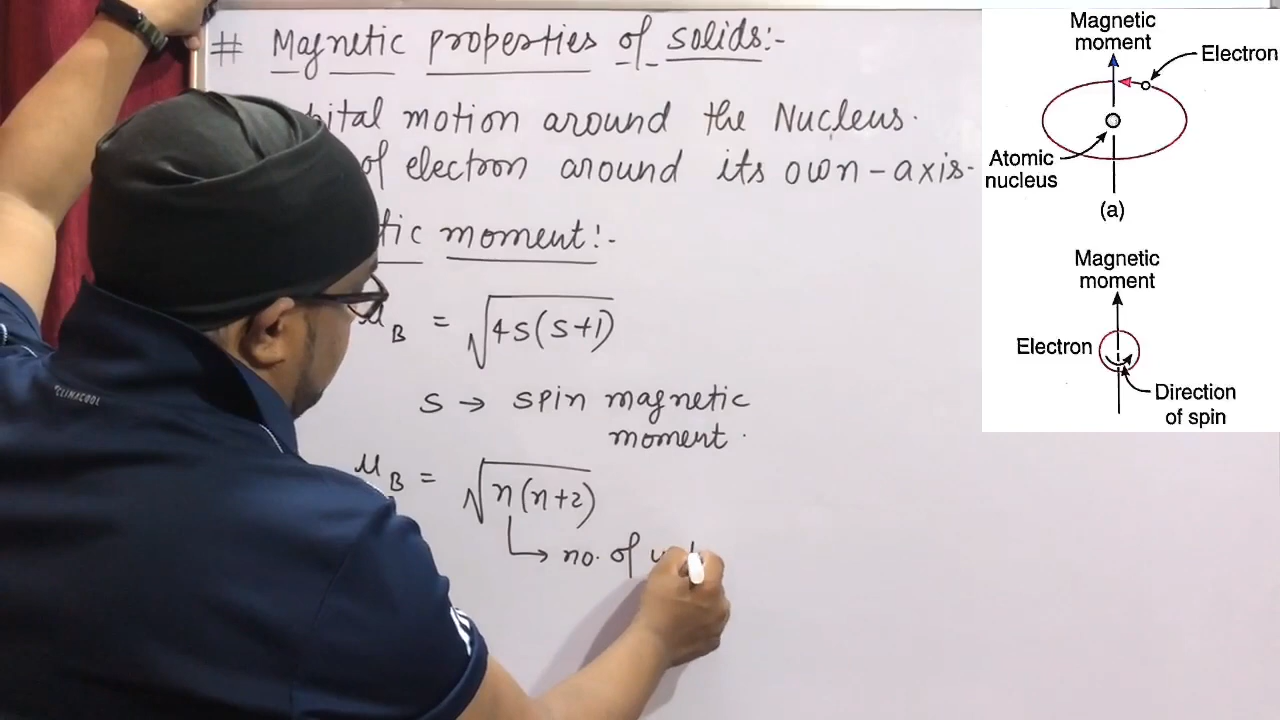 # Magnetic properties of solids:-
bital motion around the Nucleus.
of electron around its own-axis-
tic moment:-
μB = √4s(s+1)
s → spin magnetic
moment.
μB = √n(n+2)
↳ no. of
CLIMACOOL
Magnetic
moment
Electron
Atomic
nucleus
(a)
Magnetic
moment
Electron
Direction
of spin